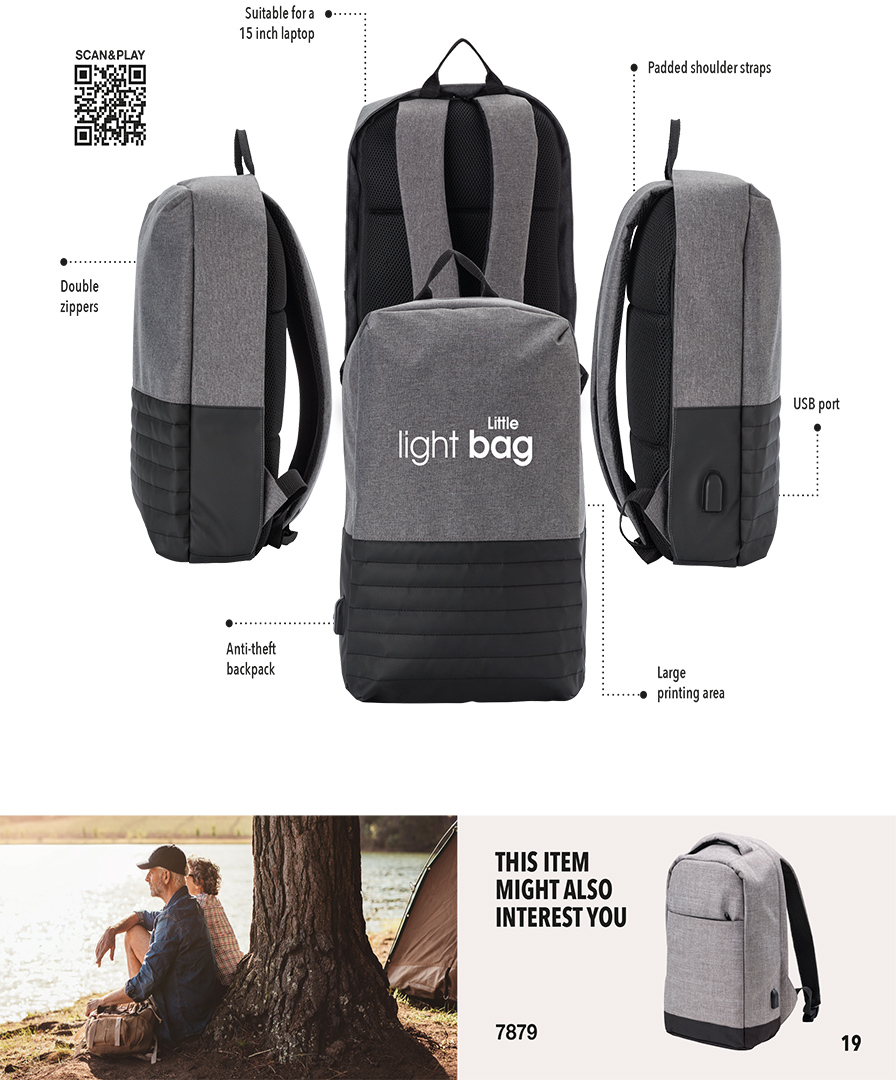 Suitable for a
15 inch laptop
SCAN&PLAY
Padded shoulder straps
Double
zippers
USB port
Little
light bag
Anti-theft
backpack
Large
printing area
THIS ITEM
MIGHT ALSO
INTEREST YOU
7879
19